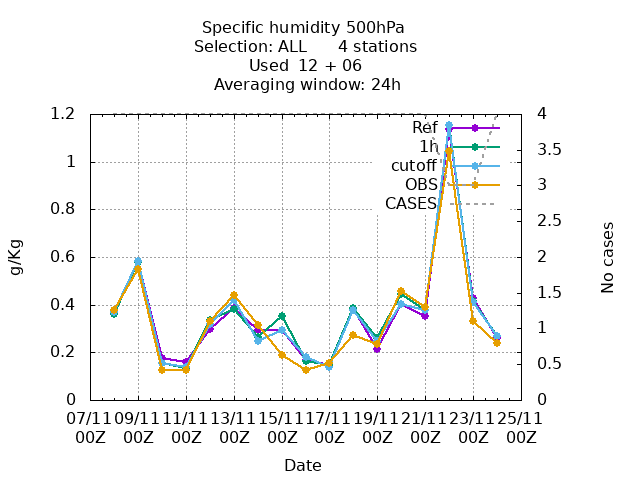 Specific humidity 500hPa
Selection: ALL      4 stations
Used  12 + 06
Averaging window: 24h
1.2
1
0.8
0.6
0.4
0.2
0
g/Kg
Ref
1h
cutoff
OBS
CASES
4
3.5
3
2.5
2
1.5
1
0.5
0
No cases
07/11 09/11 11/11 13/11 15/11 17/11 19/11 21/11 23/11 25/11
00Z 00Z 00Z 00Z 00Z 00Z 00Z 00Z 00Z 00Z
Date